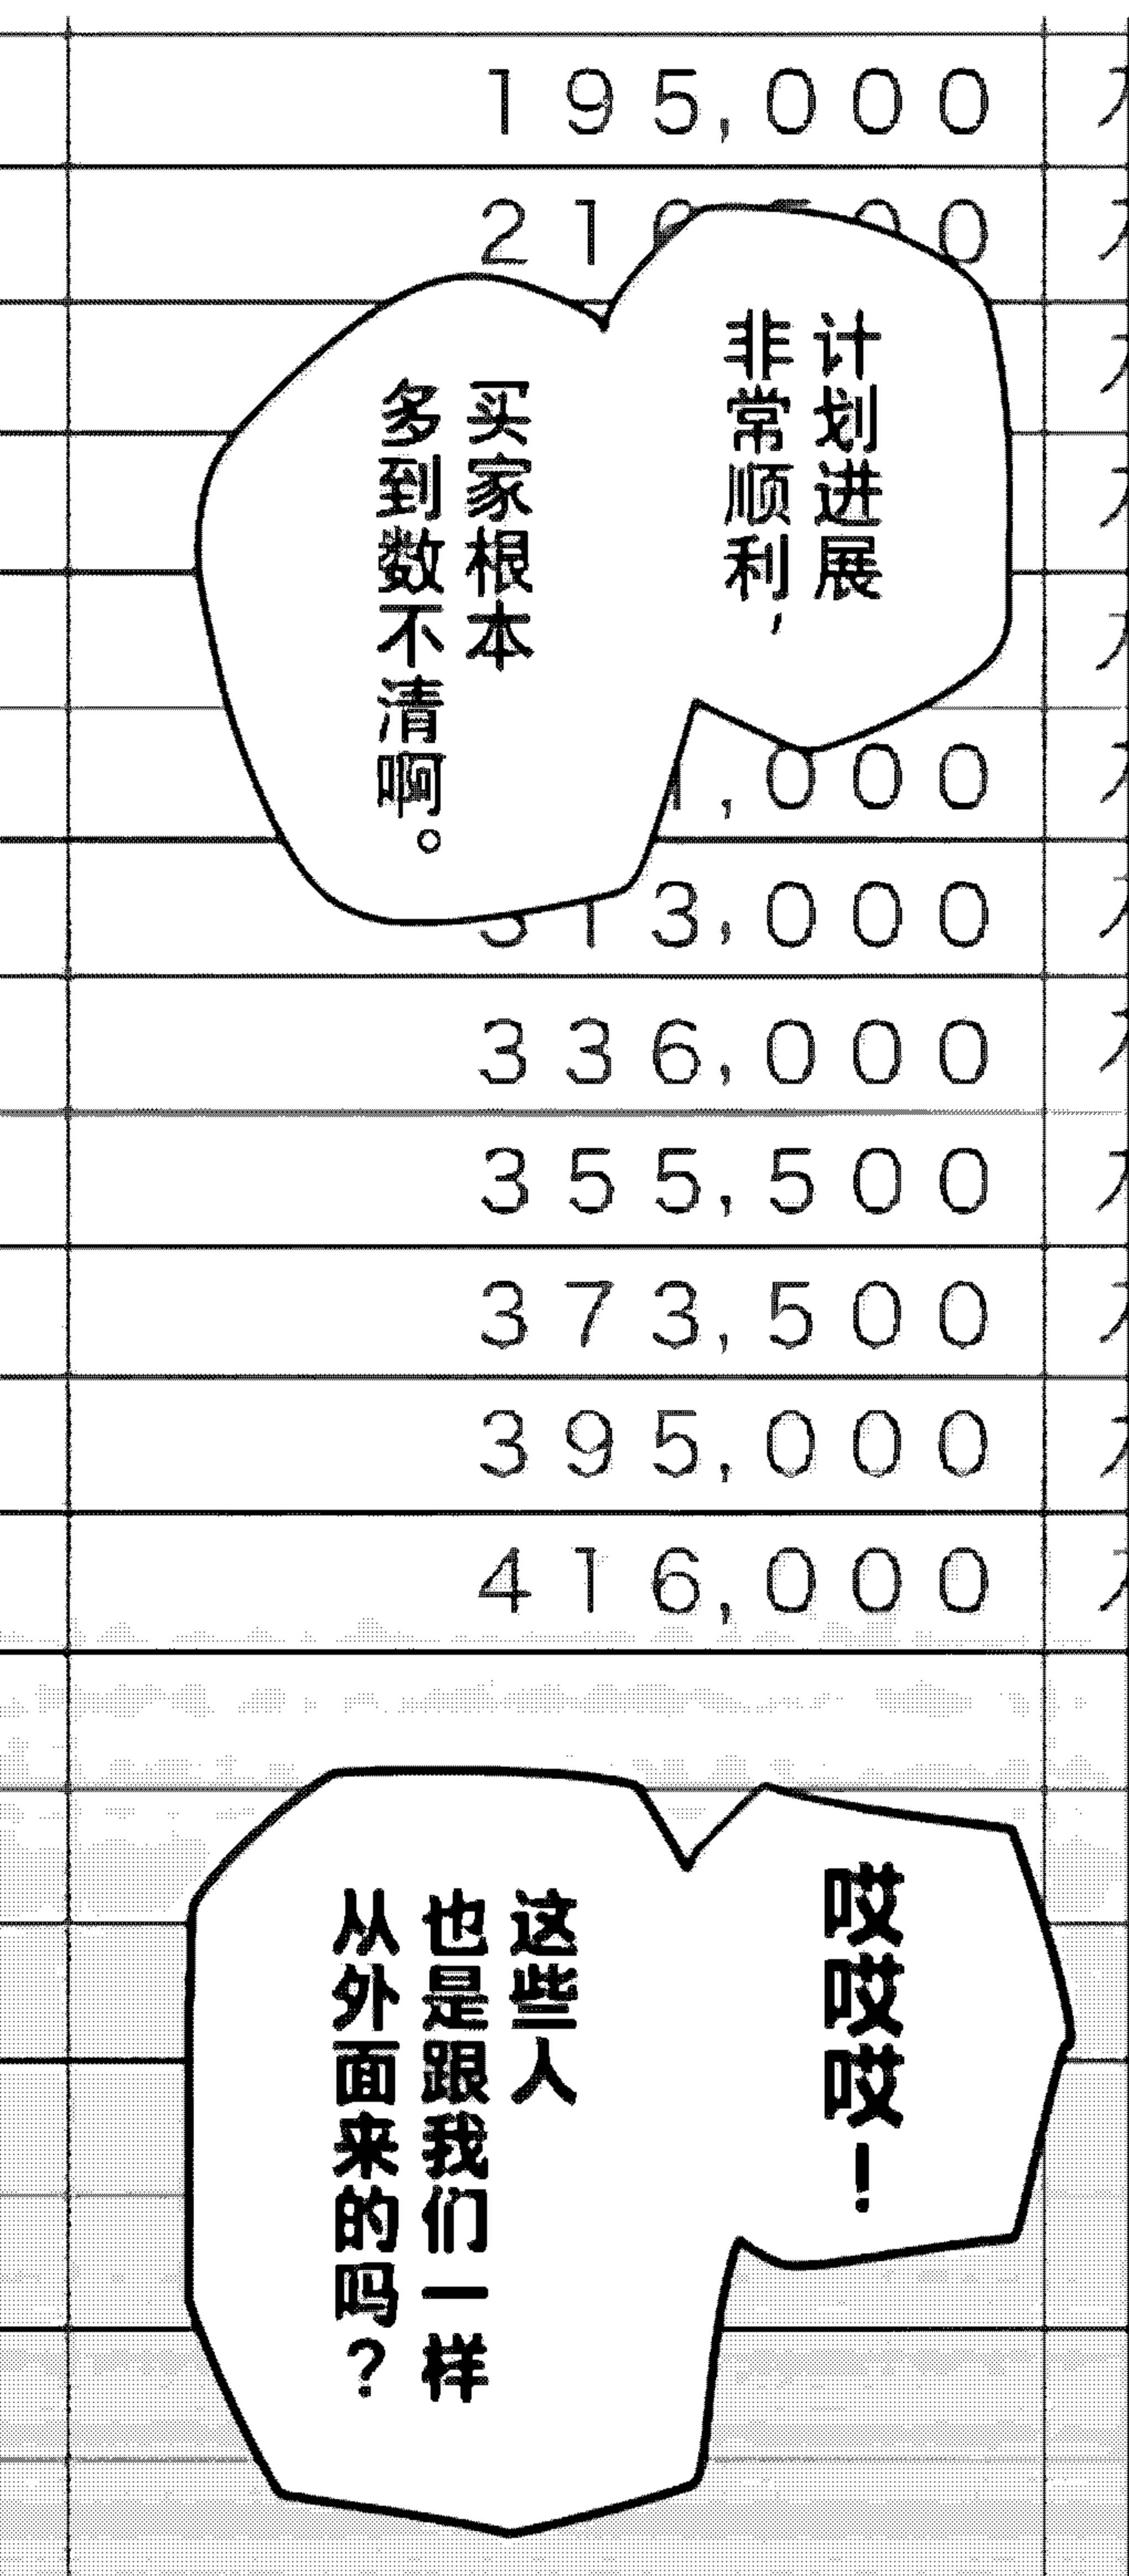 195,000
计划进展
非常顺利，
买家根本
多到数不清啊。
,000
313,000
336,000
355,500
373,500
395,000
416,000
哎哎哎！
这些人
也是跟我们一样
从外面来的吗？